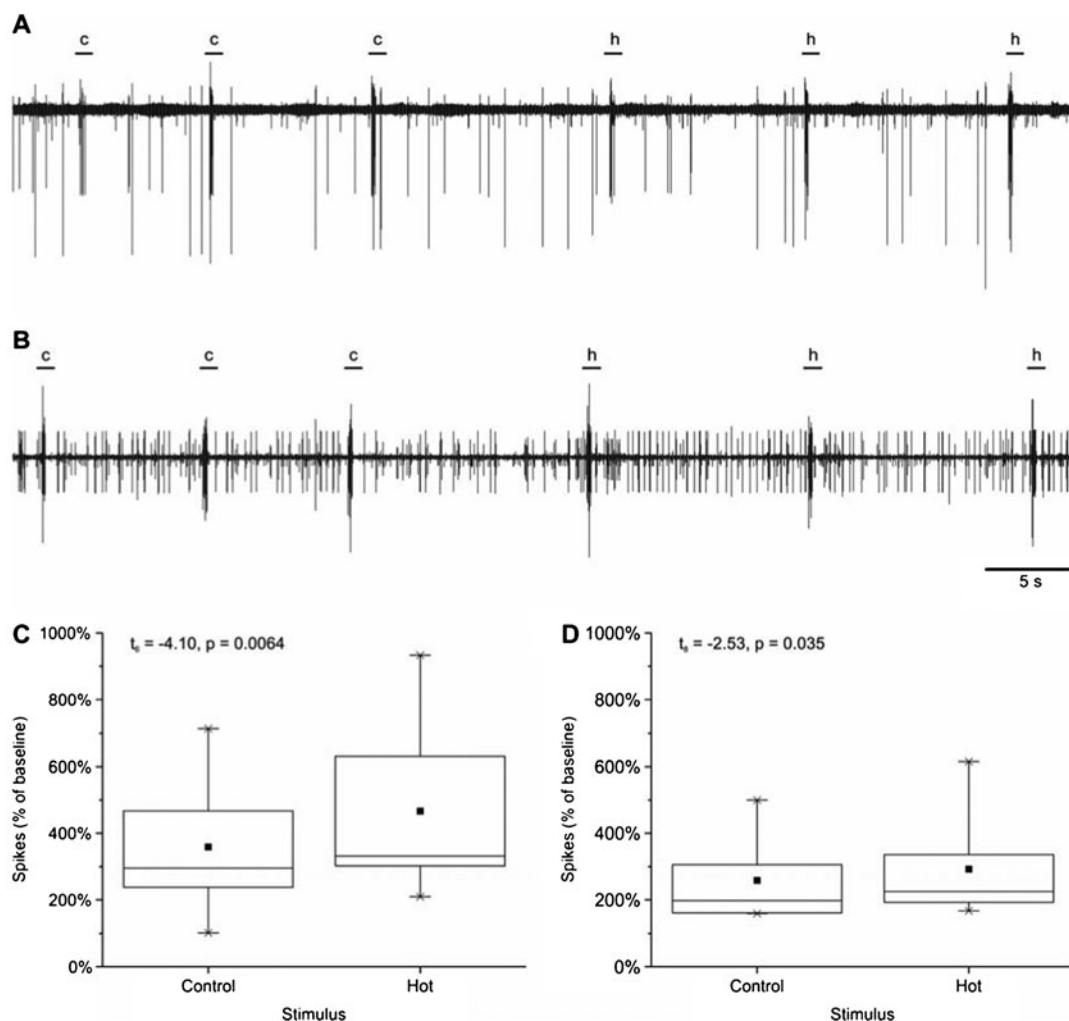 A
c c c h h h
B
c c c h h h
5 s
C
1000%
800%
600%
400%
200%
0%
Spikes (% of baseline)
t₆ = -4.10, p = 0.0064
Control Hot
Stimulus
D
1000%
800%
600%
400%
200%
0%
Spikes (% of baseline)
t₈ = -2.53, p = 0.035
Control Hot
Stimulus